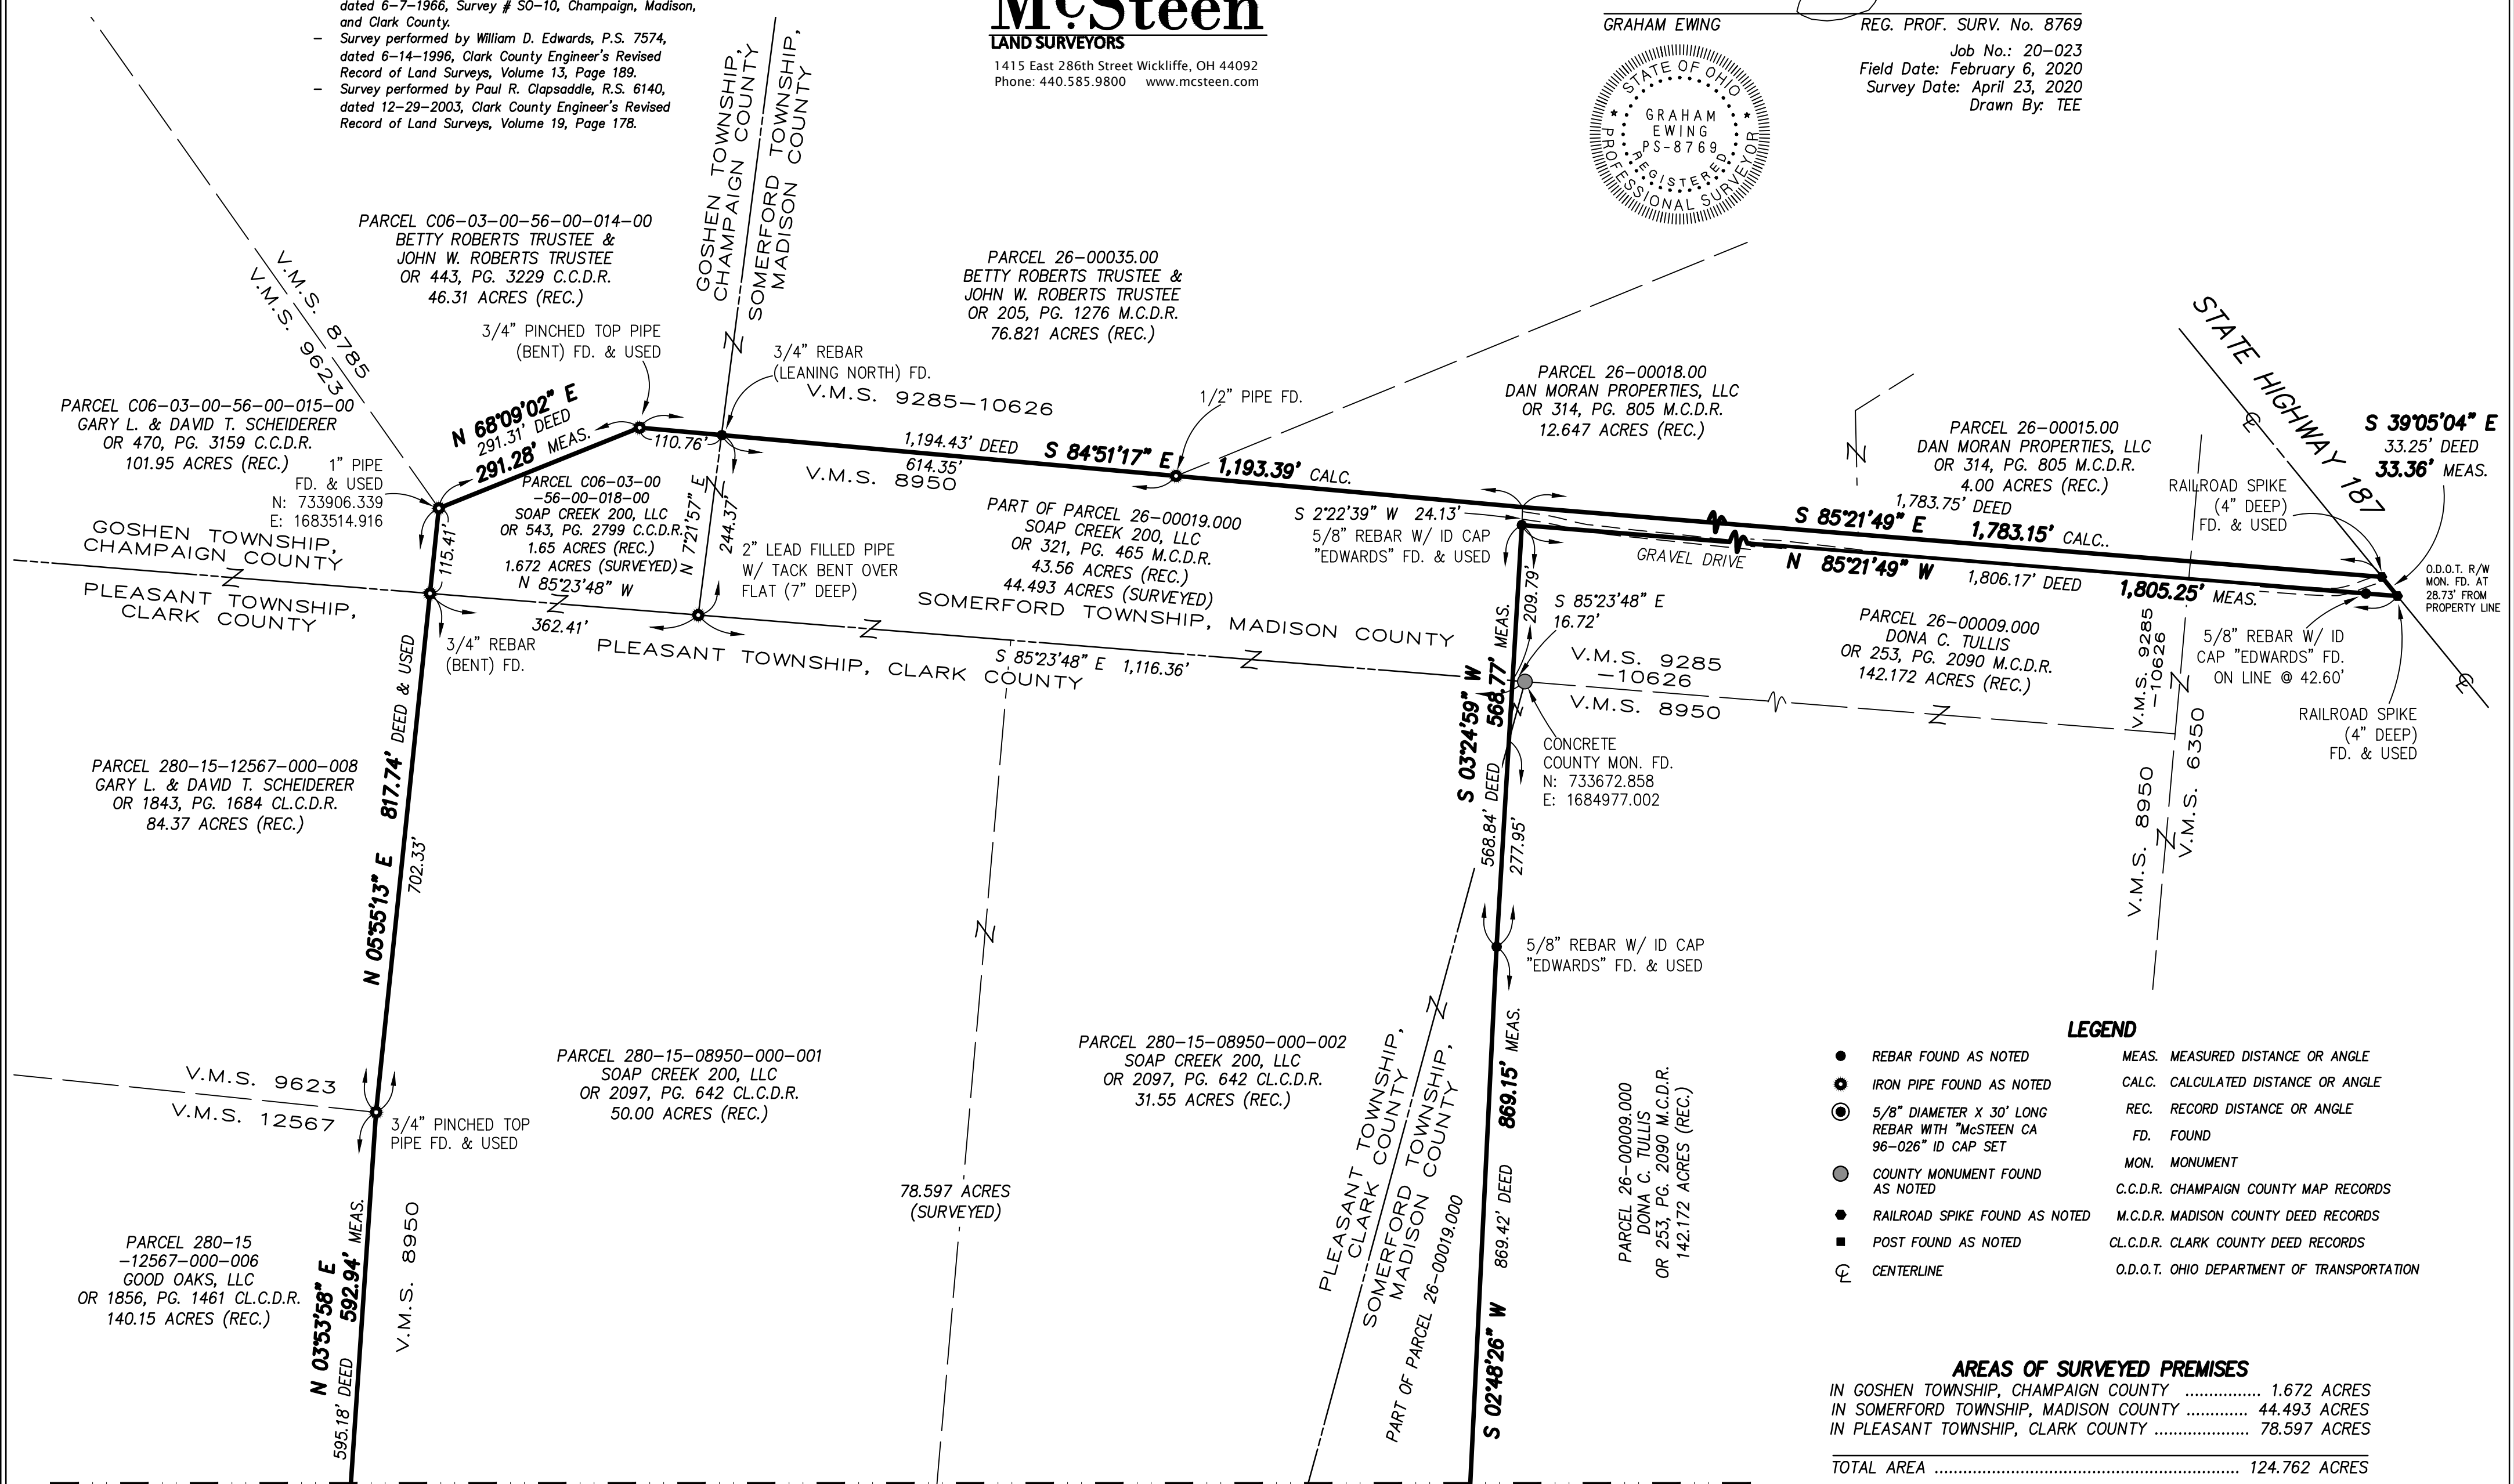 dated 6-7-1966, Survey # SO-10, Champaign, Madison,
and Clark County.
- Survey performed by William D. Edwards, P.S. 7574,
dated 6-14-1996, Clark County Engineer's Revised
Record of Land Surveys, Volume 13, Page 189.
- Survey performed by Paul R. Clapsaddle, R.S. 6140,
dated 12-29-2003, Clark County Engineer's Revised
Record of Land Surveys, Volume 19, Page 178.
McSteen
LAND SURVEYORS
1415 East 286th Street Wickliffe, OH 44092
Phone: 440.585.9800 www.mcsteen.com
GRAHAM EWING
REG. PROF. SURV. No. 8769
Job No.: 20-023
Field Date: February 6, 2020
Survey Date: April 23, 2020
Drawn By: TEE
STATE OF OHIO
GRAHAM
EWING
PS-8769
REGISTERED
PROFESSIONAL SURVEYOR
GOSHEN TOWNSHIP,
CHAMPAIGN COUNTY
SOMERFORD TOWNSHIP,
MADISON COUNTY
PARCEL C06-03-00-56-00-014-00
BETTY ROBERTS TRUSTEE &
JOHN W. ROBERTS TRUSTEE
OR 443, PG. 3229 C.C.D.R.
46.31 ACRES (REC.)
PARCEL 26-00035.00
BETTY ROBERTS TRUSTEE &
JOHN W. ROBERTS TRUSTEE
OR 205, PG. 1276 M.C.D.R.
76.821 ACRES (REC.)
V.M.S. 8785
V.M.S. 9623
3/4" PINCHED TOP PIPE
(BENT) FD. & USED
3/4" REBAR
(LEANING NORTH) FD.
V.M.S. 9285-10626
1/2" PIPE FD.
PARCEL 26-00018.00
DAN MORAN PROPERTIES, LLC
OR 314, PG. 805 M.C.D.R.
12.647 ACRES (REC.)
STATE HIGHWAY 187
S 39°05'04" E
33.25' DEED
33.36' MEAS.
PARCEL 26-00015.00
DAN MORAN PROPERTIES, LLC
OR 314, PG. 805 M.C.D.R.
4.00 ACRES (REC.)
RAILROAD SPIKE
(4" DEEP)
FD. & USED
PARCEL C06-03-00-56-00-015-00
GARY L. & DAVID T. SCHEIDERER
OR 470, PG. 3159 C.C.D.R.
101.95 ACRES (REC.)
1" PIPE
FD. & USED
N: 733906.339
E: 1683514.916
N 68°09'02" E
291.31' DEED
291.28' MEAS.
110.76'
1,194.43' DEED
S 84°51'17" E
1,193.39' CALC.
614.35'
V.M.S. 8950
PARCEL C06-03-00
-56-00-018-00
SOAP CREEK 200, LLC
OR 543, PG. 2799 C.C.D.R.
1.65 ACRES (REC.)
1.672 ACRES (SURVEYED)
N 7°21'57" E
244.37'
PART OF PARCEL 26-00019.000
SOAP CREEK 200, LLC
OR 321, PG. 465 M.C.D.R.
43.56 ACRES (REC.)
44.493 ACRES (SURVEYED)
S 2°22'39" W 24.13'
5/8" REBAR W/ ID CAP
"EDWARDS" FD. & USED
1,783.75' DEED
S 85°21'49" E
1,783.15' CALC..
GRAVEL DRIVE
N 85°21'49" W
1,806.17' DEED
1,805.25' MEAS.
O.D.O.T. R/W
MON. FD. AT
28.73' FROM
PROPERTY LINE
GOSHEN TOWNSHIP,
CHAMPAIGN COUNTY
PLEASANT TOWNSHIP,
CLARK COUNTY
115.41'
N 85°23'48" W
362.41'
2" LEAD FILLED PIPE
W/ TACK BENT OVER
FLAT (7" DEEP)
3/4" REBAR
(BENT) FD.
SOMERFORD TOWNSHIP, MADISON COUNTY
PLEASANT TOWNSHIP, CLARK COUNTY
S 85°23'48" E 1,116.36'
209.79'
S 85°23'48" E
16.72'
V.M.S. 9285
-10626
V.M.S. 8950
PARCEL 26-00009.000
DONA C. TULLIS
OR 253, PG. 2090 M.C.D.R.
142.172 ACRES (REC.)
V.M.S. 9285
-10626
5/8" REBAR W/ ID
CAP "EDWARDS" FD.
ON LINE @ 42.60'
RAILROAD SPIKE
(4" DEEP)
FD. & USED
V.M.S. 8950
V.M.S. 6350
CONCRETE
COUNTY MON. FD.
N: 733672.858
E: 1684977.002
S 03°24'59" W
568.77' MEAS.
568.84' DEED
277.95'
PARCEL 280-15-12567-000-008
GARY L. & DAVID T. SCHEIDERER
OR 1843, PG. 1684 CL.C.D.R.
84.37 ACRES (REC.)
N 05°55'13" E 817.74' DEED & USED
702.33'
5/8" REBAR W/ ID CAP
"EDWARDS" FD. & USED
V.M.S. 9623
V.M.S. 12567
3/4" PINCHED TOP
PIPE FD. & USED
PARCEL 280-15-08950-000-001
SOAP CREEK 200, LLC
OR 2097, PG. 642 CL.C.D.R.
50.00 ACRES (REC.)
PARCEL 280-15-08950-000-002
SOAP CREEK 200, LLC
OR 2097, PG. 642 CL.C.D.R.
31.55 ACRES (REC.)
78.597 ACRES
(SURVEYED)
PLEASANT TOWNSHIP,
CLARK COUNTY
SOMERFORD TOWNSHIP,
MADISON COUNTY
PART OF PARCEL 26-00019.000
S 02°48'26" W
869.42' DEED
869.15' MEAS.
PARCEL 26-00009.000
DONA C. TULLIS
OR 253, PG. 2090 M.C.D.R.
142.172 ACRES (REC.)
PARCEL 280-15
-12567-000-006
GOOD OAKS, LLC
OR 1856, PG. 1461 CL.C.D.R.
140.15 ACRES (REC.)
N 03°53'58" E
592.94' MEAS.
595.18' DEED
V.M.S. 8950
LEGEND
REBAR FOUND AS NOTED
IRON PIPE FOUND AS NOTED
5/8" DIAMETER X 30' LONG
REBAR WITH "McSTEEN CA
96-026" ID CAP SET
COUNTY MONUMENT FOUND
AS NOTED
RAILROAD SPIKE FOUND AS NOTED
POST FOUND AS NOTED
CENTERLINE
MEAS. MEASURED DISTANCE OR ANGLE
CALC. CALCULATED DISTANCE OR ANGLE
REC. RECORD DISTANCE OR ANGLE
FD. FOUND
MON. MONUMENT
C.C.D.R. CHAMPAIGN COUNTY MAP RECORDS
M.C.D.R. MADISON COUNTY DEED RECORDS
CL.C.D.R. CLARK COUNTY DEED RECORDS
O.D.O.T. OHIO DEPARTMENT OF TRANSPORTATION
AREAS OF SURVEYED PREMISES
IN GOSHEN TOWNSHIP, CHAMPAIGN COUNTY ................ 1.672 ACRES
IN SOMERFORD TOWNSHIP, MADISON COUNTY ............. 44.493 ACRES
IN PLEASANT TOWNSHIP, CLARK COUNTY .................... 78.597 ACRES
TOTAL AREA ................................................................ 124.762 ACRES